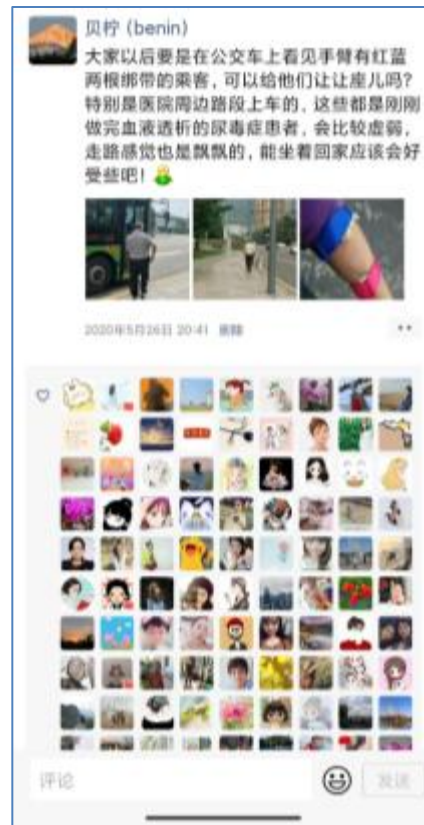 贝柠 (benin)
大家以后要是在公交车上看见手臂有红蓝
两根绑带的乘客，可以给他们让让座儿吗？
特别是医院周边路段上车的，这些都是刚刚
做完血液透析的尿毒症患者，会比较虚弱，
走路感觉也是飘飘的，能坐着回家应该会好
受些吧！
2020年5月26日 20:41 删除
评论
发送